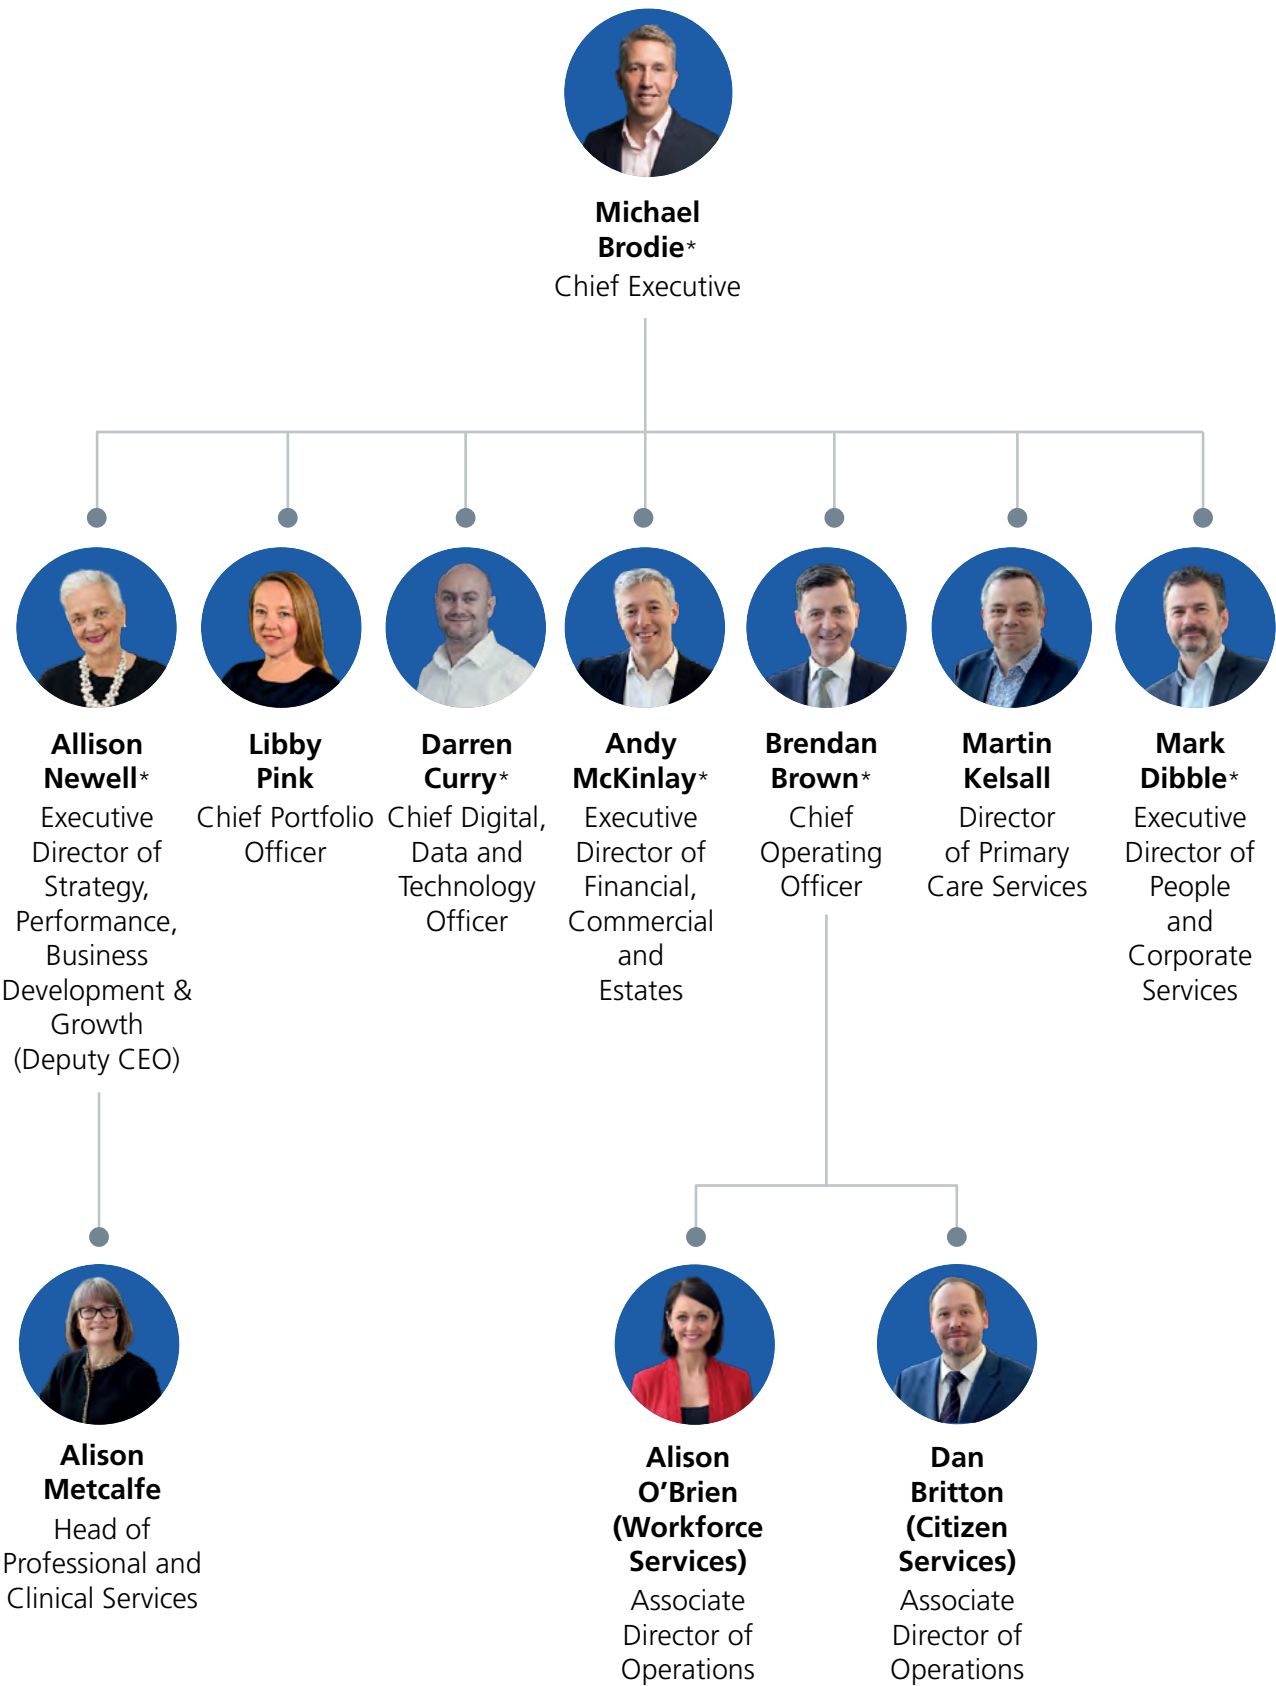 Michael
Brodie*
Chief Executive
Allison
Newell*
Executive
Director of
Strategy,
Performance,
Business
Development &
Growth
(Deputy CEO)
Libby
Pink
Chief Portfolio
Officer
Darren
Curry*
Chief Digital,
Data and
Technology
Officer
Andy
McKinlay*
Executive
Director of
Financial,
Commercial
and
Estates
Brendan
Brown*
Chief
Operating
Officer
Martin
Kelsall
Director
of Primary
Care Services
Mark
Dibble*
Executive
Director of
People
and
Corporate
Services
Alison
Metcalfe
Head of
Professional and
Clinical Services
Alison
O’Brien
(Workforce
Services)
Associate
Director of
Operations
Dan
Britton
(Citizen
Services)
Associate
Director of
Operations